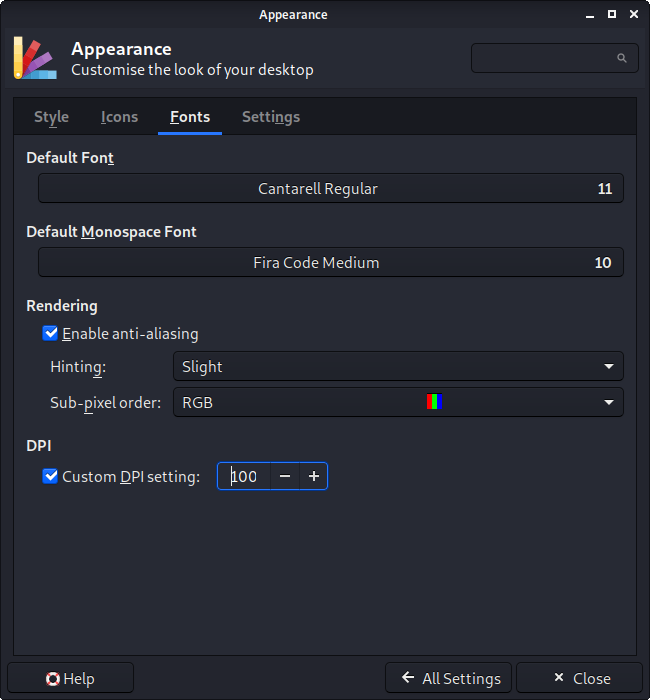 Appearance
Appearance
Customise the look of your desktop
Style Icons Fonts Settings
Default Font
Cantarell Regular 11
Default Monospace Font
Fira Code Medium 10
Rendering
Enable anti-aliasing
Hinting: Slight
Sub-pixel order: RGB
DPI
Custom DPI setting: 100 − +
Help All Settings Close